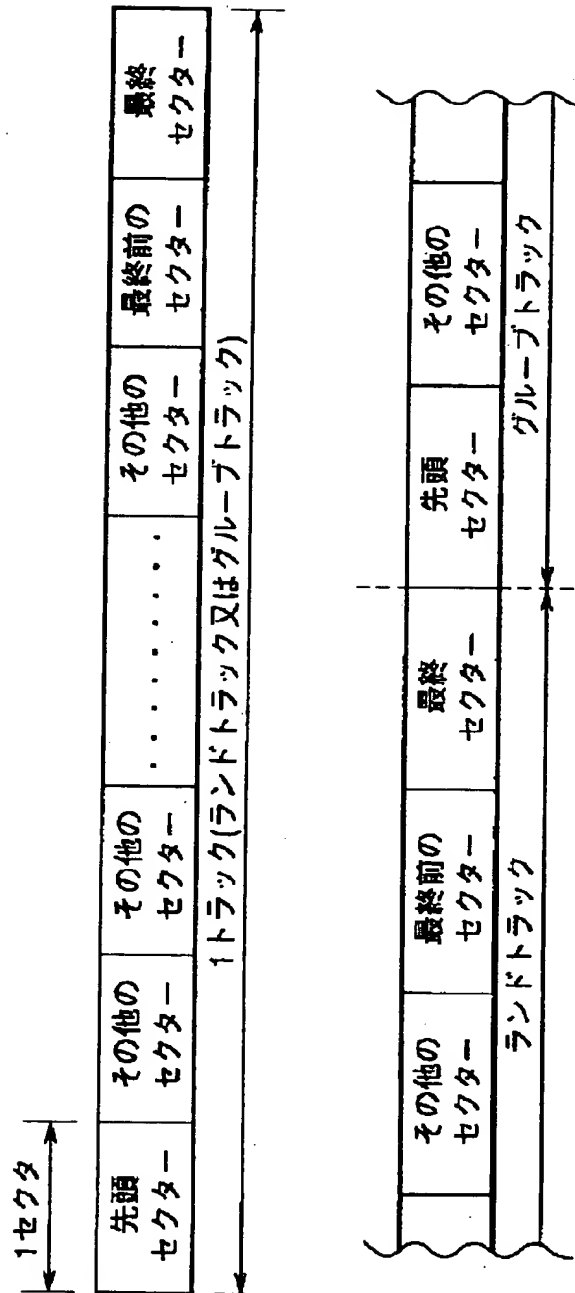 1セクタ
先頭
セクター
その他の
セクター
その他の
セクター
・・・・・・・・・
その他の
セクター
最終前の
セクター
最終
セクター
1トラック(ランドトラック又はグルーブトラック)
その他の
セクター
最終前の
セクター
最終
セクター
先頭
セクター
その他の
セクター
ランドトラック
グルーブトラック